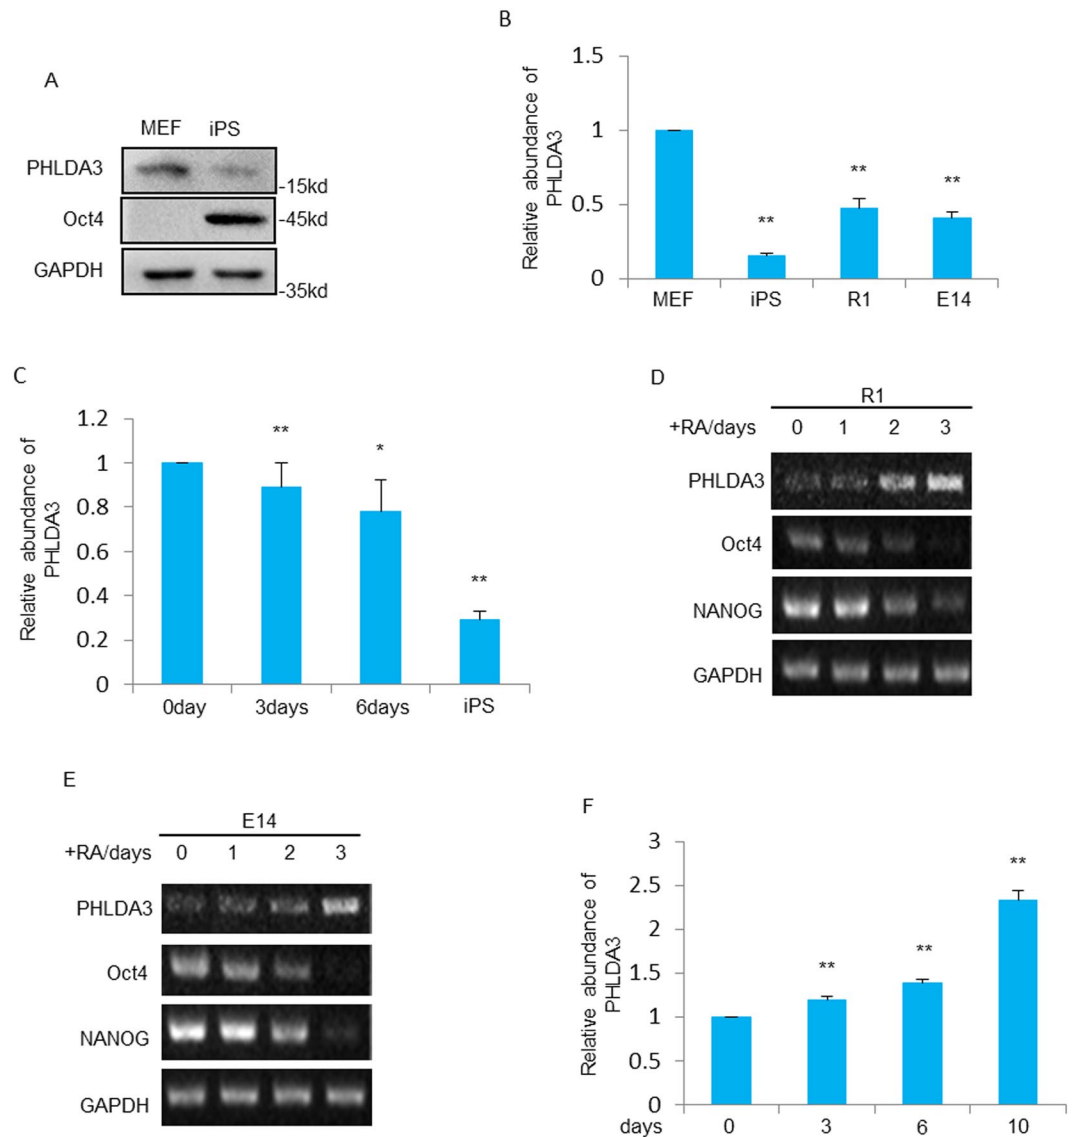 A
MEF iPS
PHLDA3
-15kd
Oct4 -45kd
GAPDH
-35kd
B
Relative abundance of
PHLDA3
1.5
1
0.5
0
**
**
**
MEF iPS R1 E14
C
Relative abundance of
PHLDA3
1.2
1
0.8
0.6
0.4
0.2
0
**
*
**
0day 3days 6days iPS
D
R1
+RA/days 0 1 2 3
PHLDA3
Oct4
NANOG
GAPDH
E
E14
+RA/days 0 1 2 3
PHLDA3
Oct4
NANOG
GAPDH
F
Relative abundance of
PHLDA3
3
2.5
2
1.5
1
0.5
0
**
**
**
days 0 3 6 10